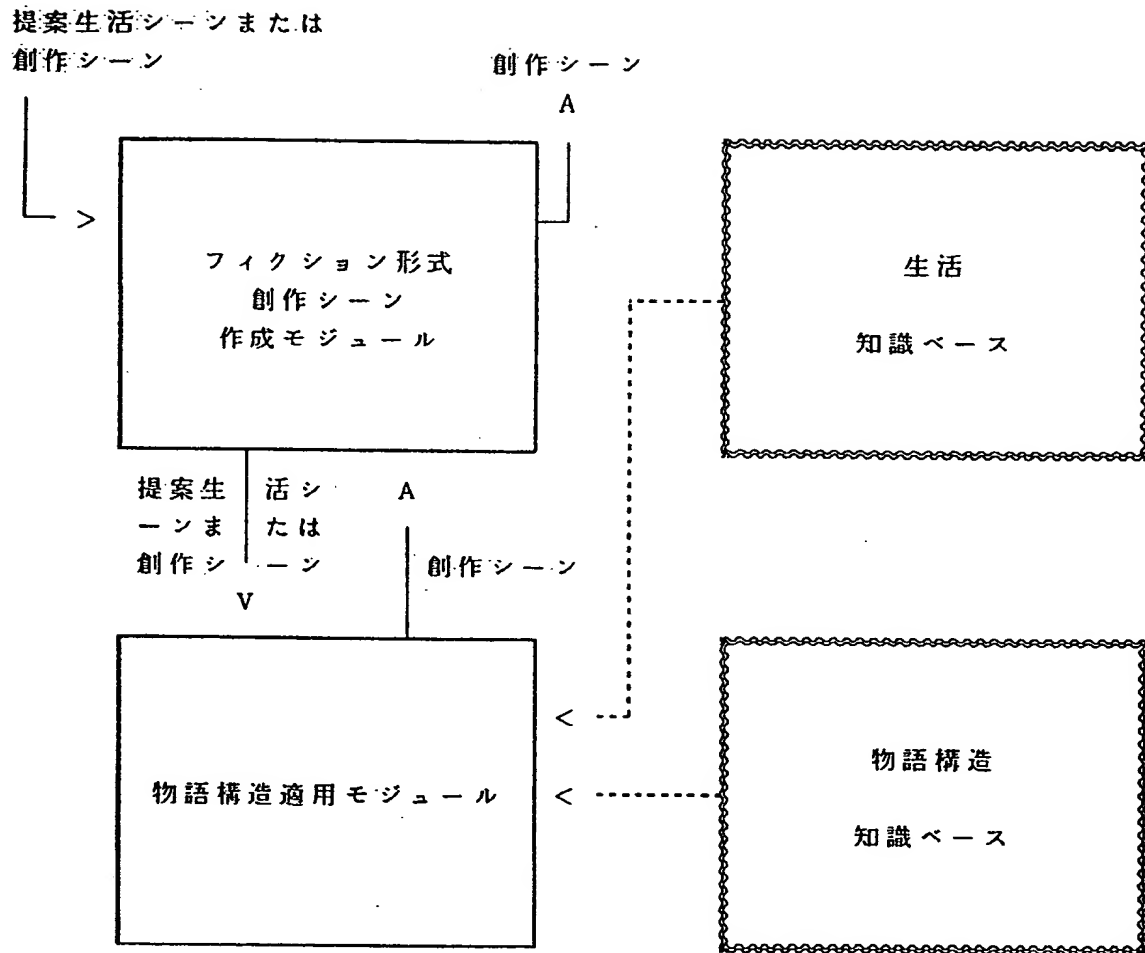 提案生活シーンまたは
創作シーン
創作シーン
A
>
フィクション形式
創作シーン
作成モジュール
生活
知識ベース
提案生活シ
ーンまたは
創作シーン
V
A
創作シーン
物語構造適用モジュール
<
<
物語構造
知識ベース